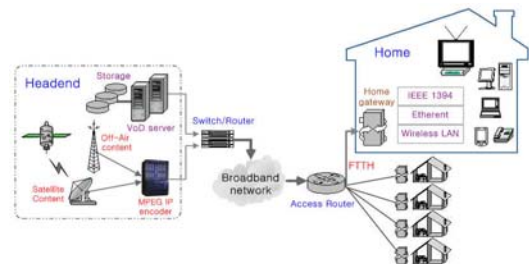 Headend
Storage
VoD server
Off-Air
content
Satellite
Content
MPEG IP
encoder
Switch/Router
Broadband
network
Access Router
FTTH
Home
Home
gateway
IEEE 1394
Etherent
Wireless LAN